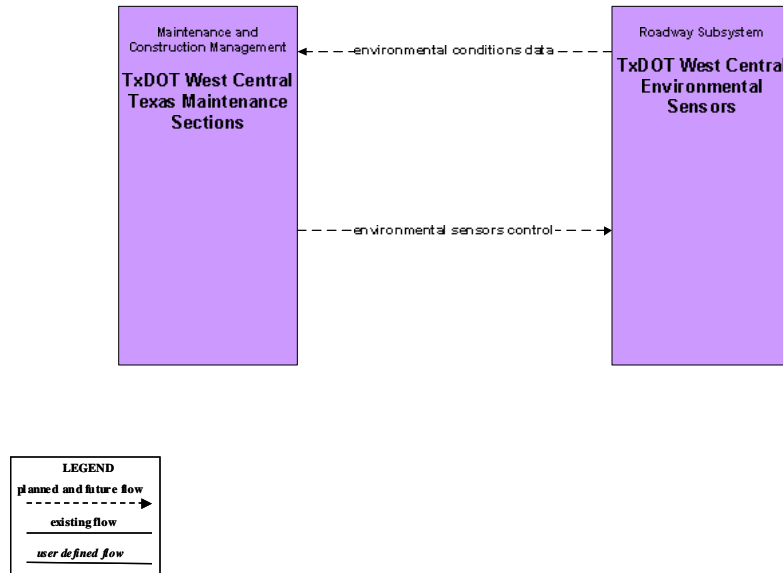 Maintenance and
Construction Management
TxDOT West Central
Texas Maintenance
Sections
environmental conditions data
Roadway Subsystem
TxDOT West Central
Environmental
Sensors
environmental sensors control
LEGEND
planned and future flow
existing flow
user defined flow